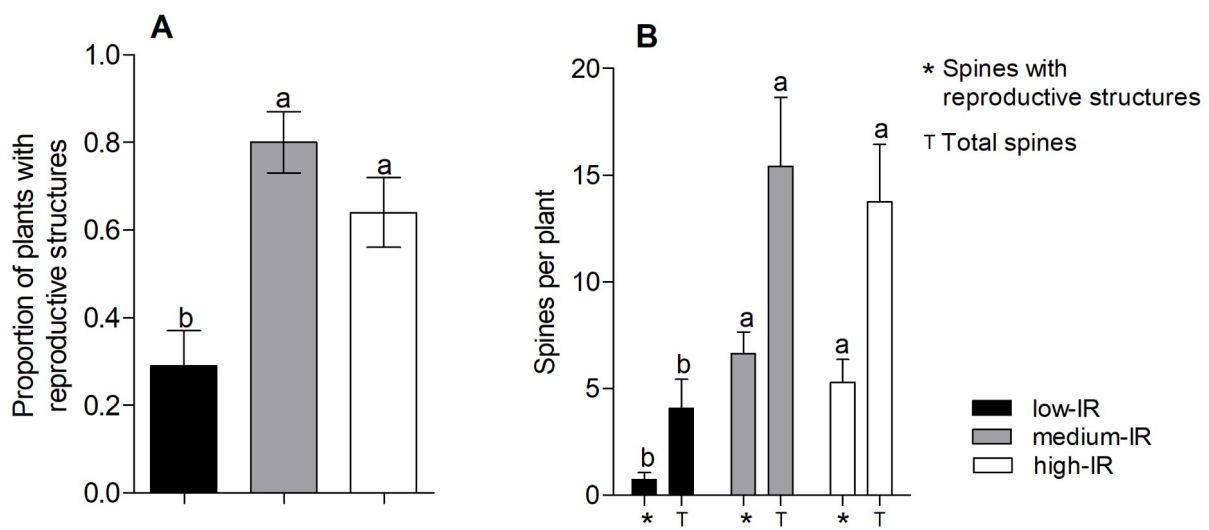 A
Proportion of plants with
reproductive structures
1.0
0.8
0.6
0.4
0.2
0.0
b
a
a
B
Spines per plant
20
15
10
5
0
b
b
a
a
a
a
* T * T * T
* Spines with
reproductive structures
T Total spines
low-IR
medium-IR
high-IR